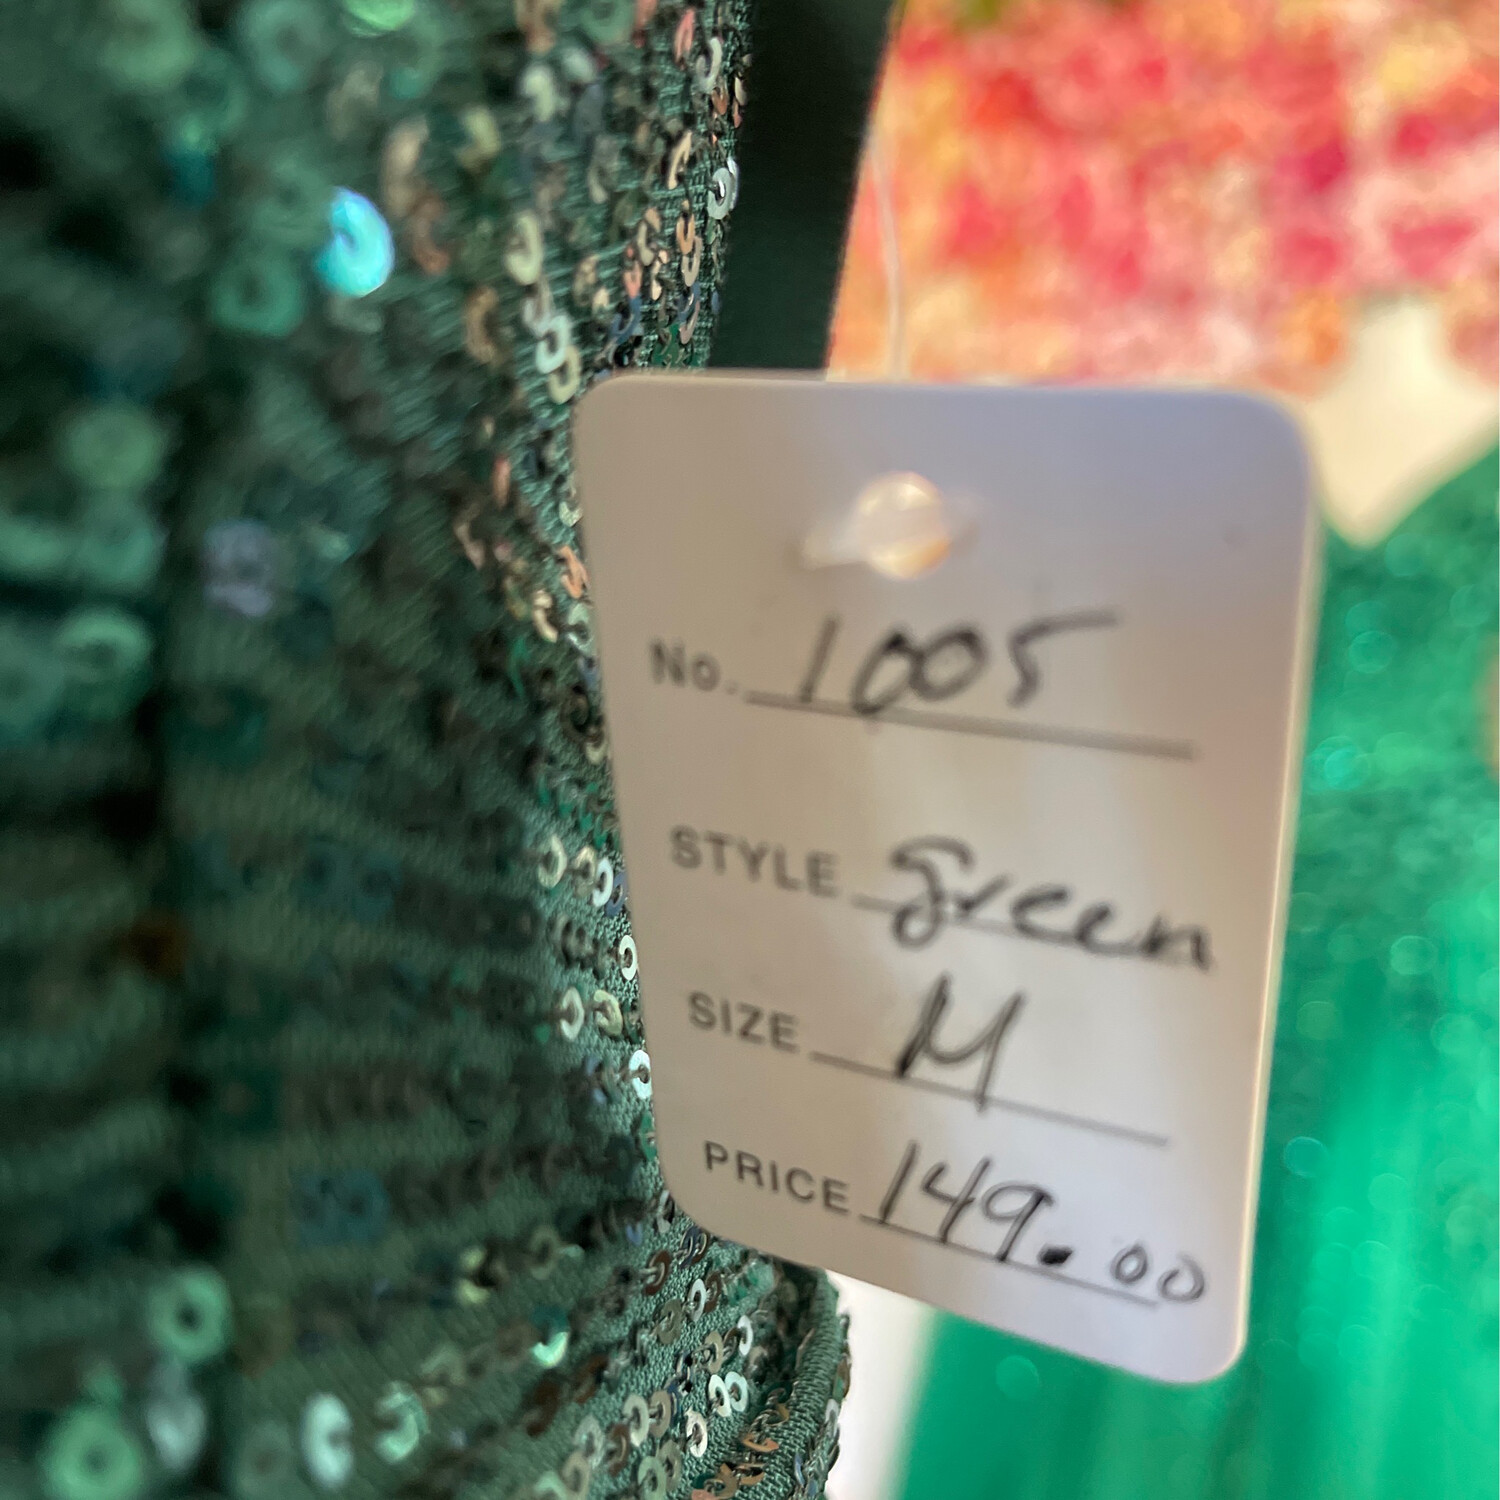 No. 1005
STYLE green
SIZE M
PRICE 149.00